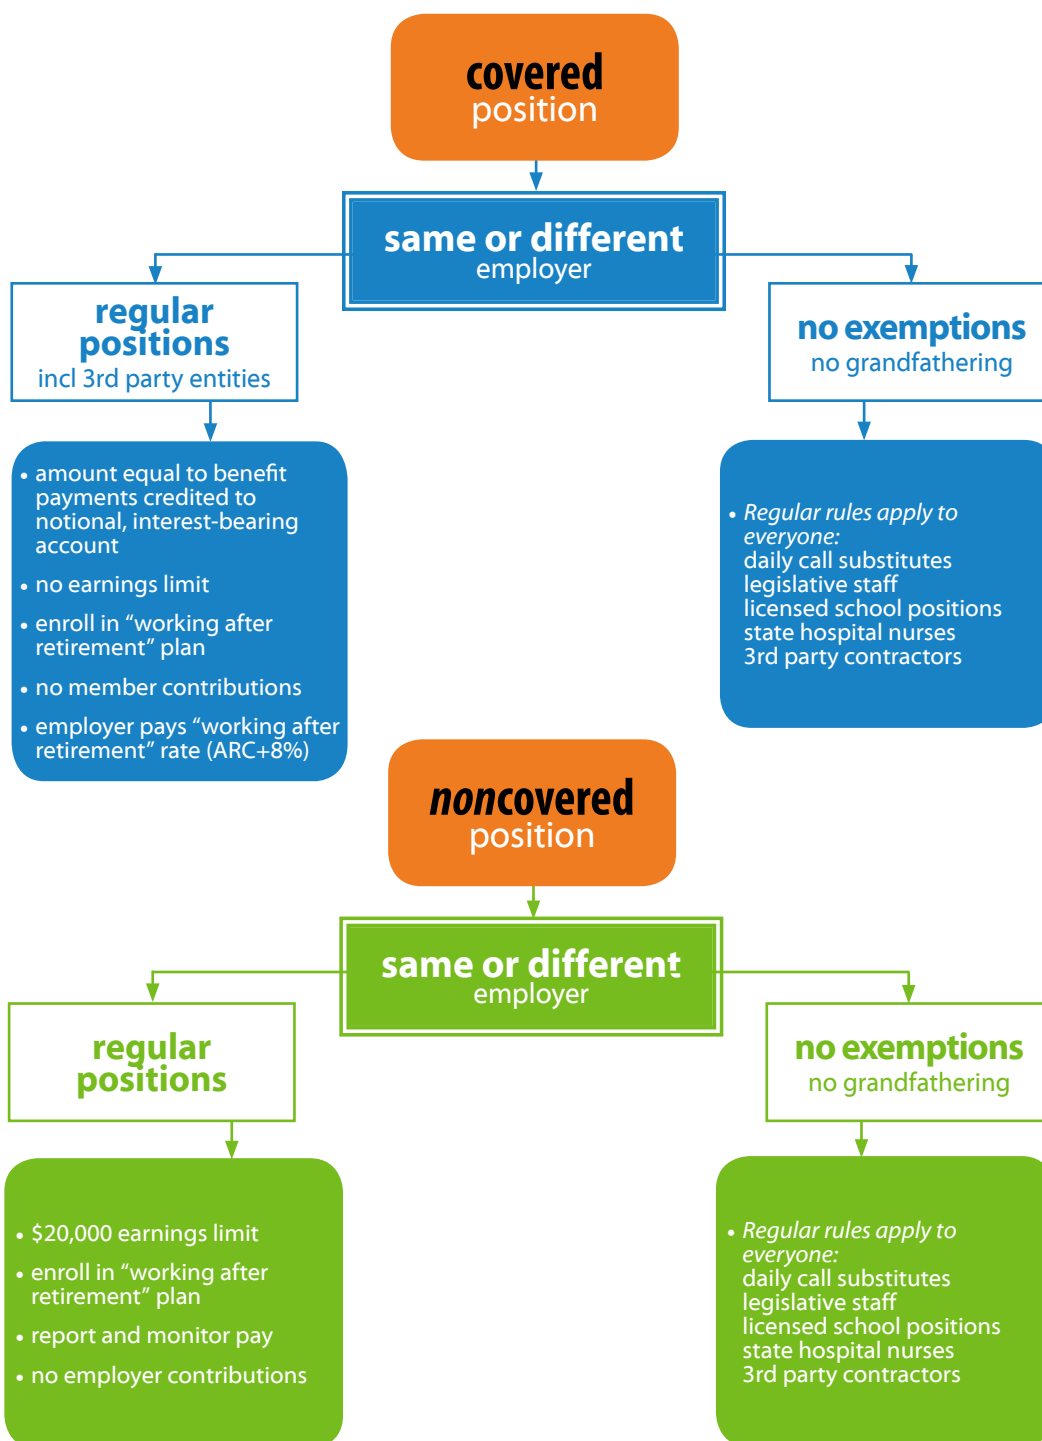 covered
position
same or different
employer
regular
positions
incl 3rd party entities
no exemptions
no grandfathering
• amount equal to benefit
payments credited to
notional, interest-bearing
account
• no earnings limit
• enroll in “working after
retirement” plan
• no member contributions
• employer pays “working after
retirement” rate (ARC+8%)
• Regular rules apply to
everyone:
daily call substitutes
legislative staff
licensed school positions
state hospital nurses
3rd party contractors
noncovered
position
same or different
employer
regular
positions
no exemptions
no grandfathering
• $20,000 earnings limit
• enroll in “working after
retirement” plan
• report and monitor pay
• no employer contributions
• Regular rules apply to
everyone:
daily call substitutes
legislative staff
licensed school positions
state hospital nurses
3rd party contractors